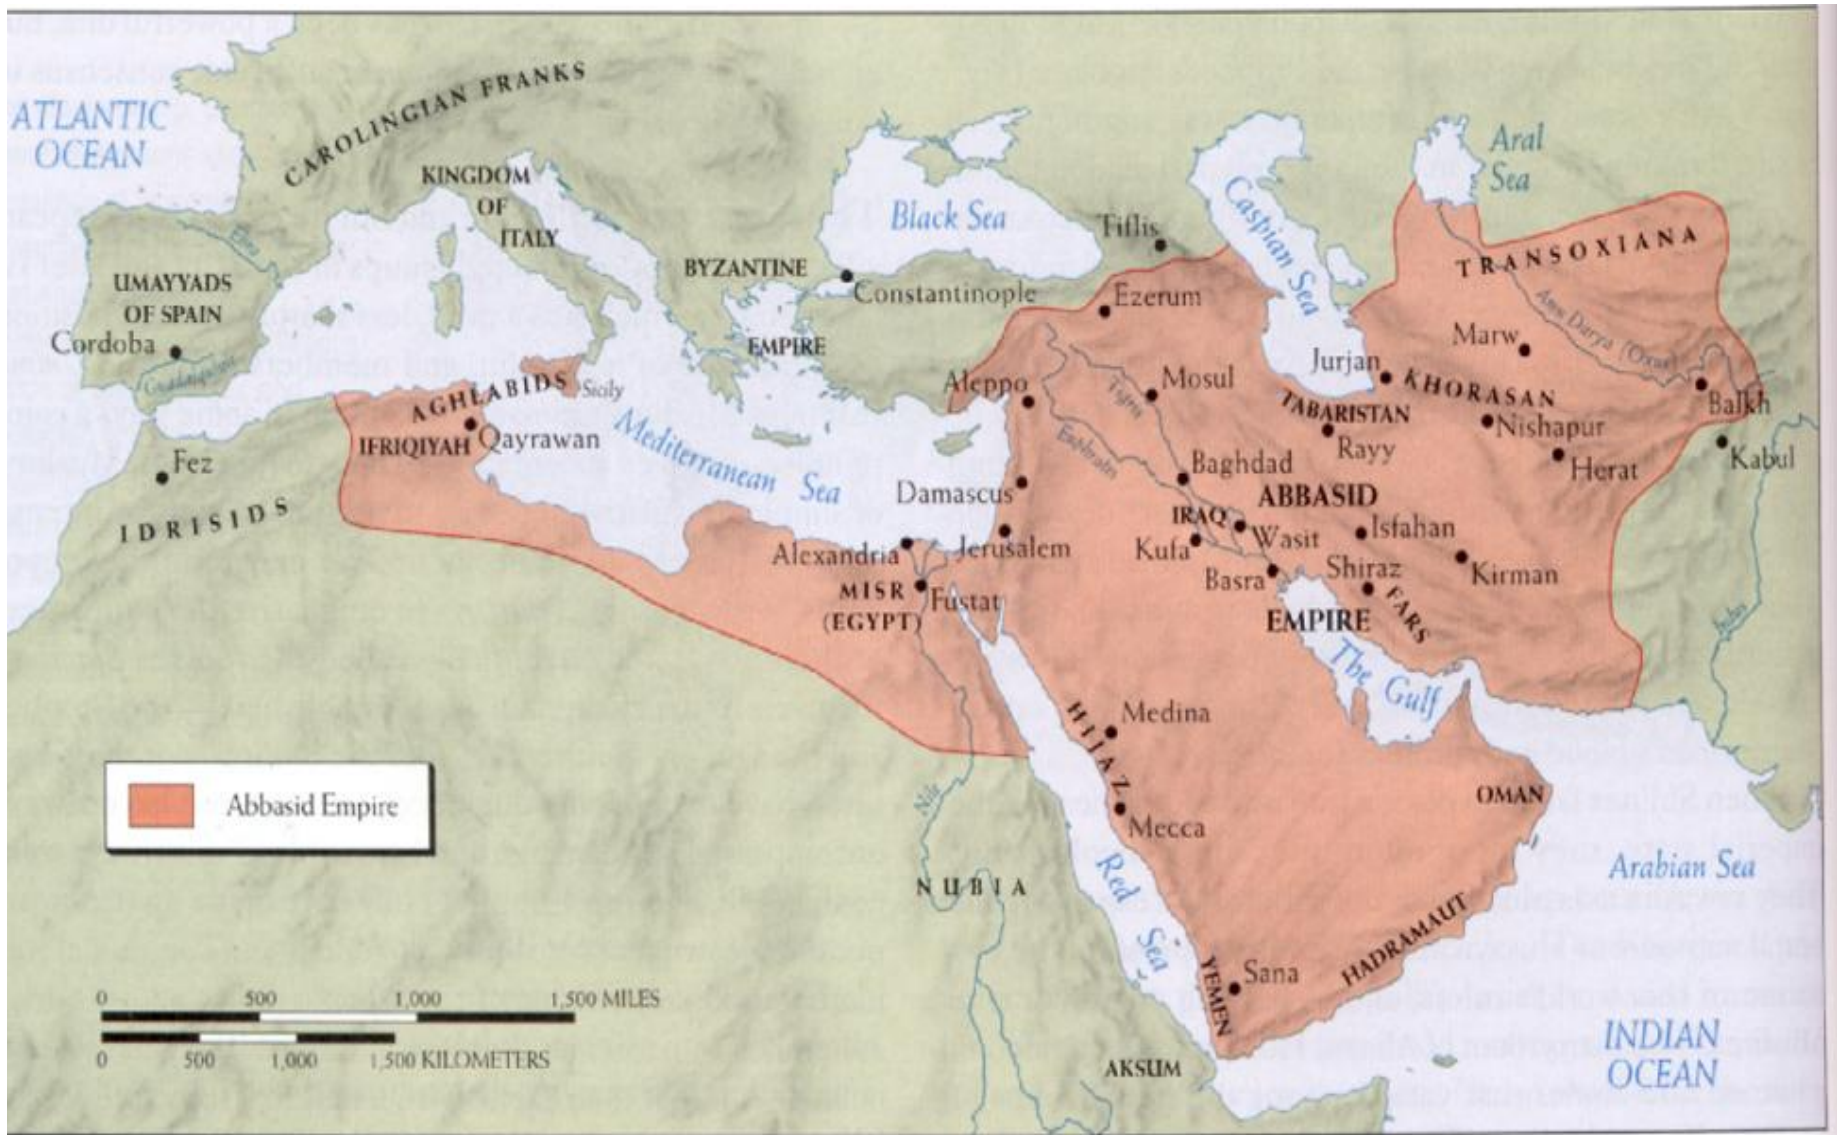 ATLANTIC
OCEAN
CAROLINGIAN FRANKS
KINGDOM
OF
ITALY
Ebro
UMAYYADS
OF SPAIN
Cordoba
BYZANTINE
EMPIRE
Constantinople
Black Sea
Tiflis
Caspian Sea
Aral
Sea
TRANSOXIANA
Amu Darya (Oxus)
Ezerum
Marw
Jurjan
KHORASAN
Balkh
Aleppo
Mosul
Tigris
Euphrates
TABARISTAN
Rayy
Nishapur
Herat
Kabul
AGHLABIDS
Sicily
IFRIQIYAH
Qayrawan
Mediterranean Sea
Fez
IDRISIDS
Damascus
Baghdad
ABBASID
IRAQ
Wasit
Isfahan
Alexandria
Jerusalem
Kufa
Basra
Shiraz
Kirman
MISR
(EGYPT)
Fustat
EMPIRE
FARS
The Gulf
Indus
HIJAZ
Medina
Mecca
OMAN
Abbasid Empire
Nile
NUBIA
Red Sea
Arabian Sea
HADRAMAUT
YEMEN
Sana
AKSUM
INDIAN
OCEAN
0 500 1,000 1,500 MILES
0 500 1,000 1,500 KILOMETERS